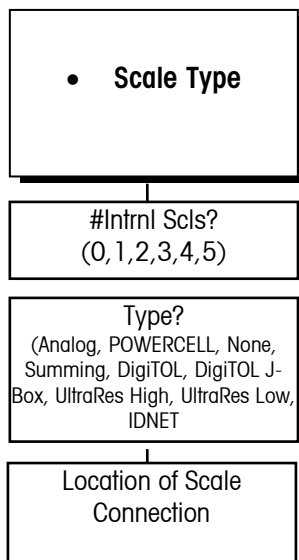 • Scale Type
#Intrnl Scls?
(0,1,2,3,4,5)
Type?
(Analog, POWERCELL, None,
Summing, DigiTOL, DigiTOL J-
Box, UltraRes High, UltraRes Low,
IDNET
Location of Scale
Connection